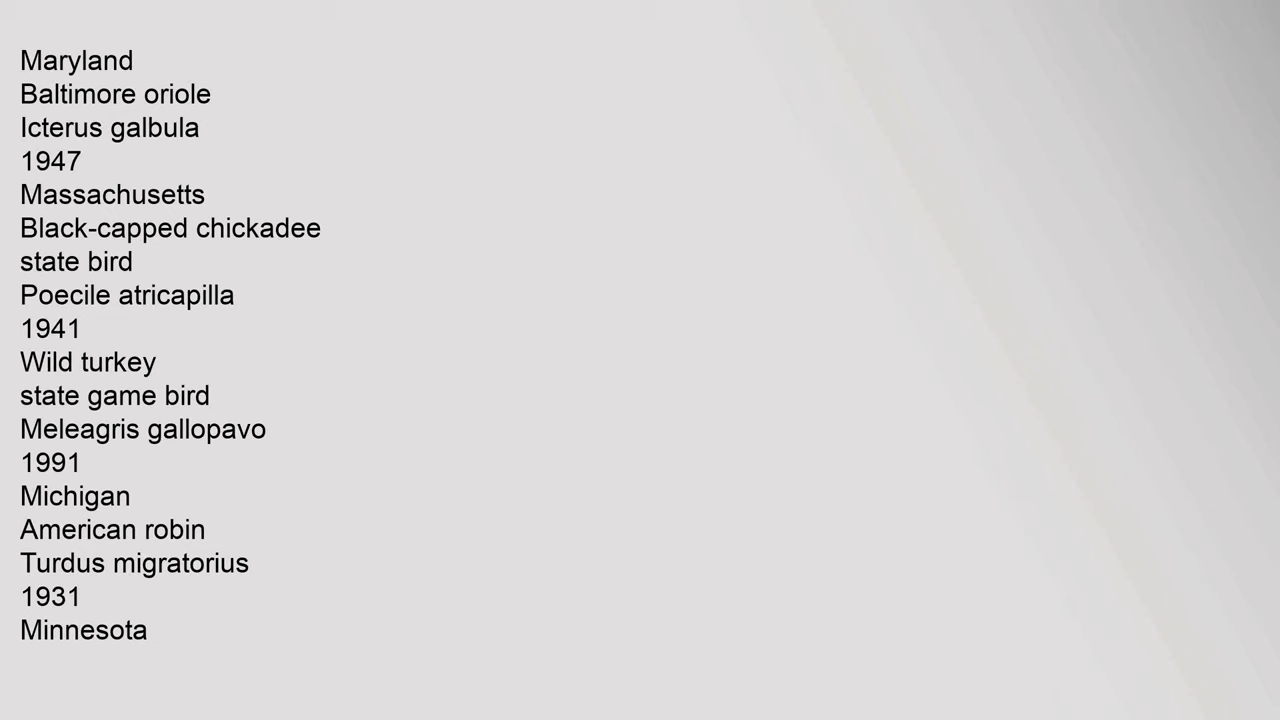 Maryland
Baltimore oriole
Icterus galbula
1947
Massachusetts
Black-capped chickadee
state bird
Poecile atricapilla
1941
Wild turkey
state game bird
Meleagris gallopavo
1991
Michigan
American robin
Turdus migratorius
1931
Minnesota